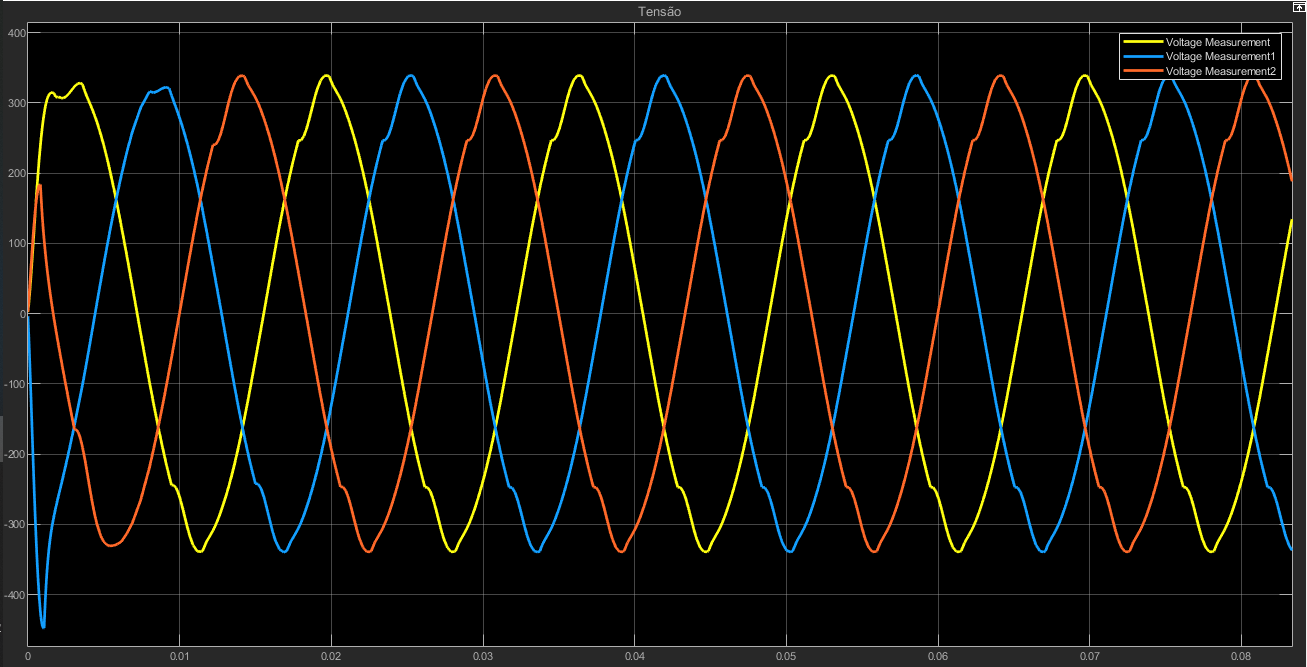 Tensão
Voltage Measurement
Voltage Measurement1
Voltage Measurement2
400
300
200
100
0
-100
-200
-300
-400
0 0.01 0.02 0.03 0.04 0.05 0.06 0.07 0.08